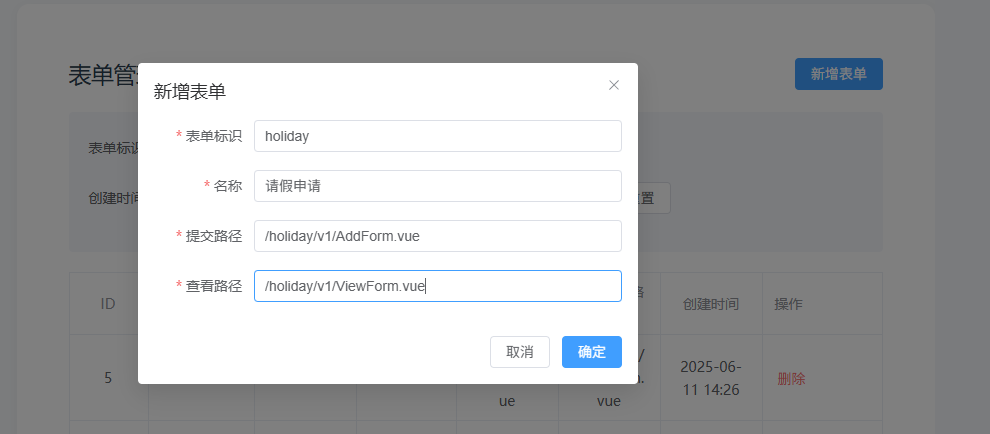 表单管
新增表单
新增表单
表单标识
* 表单标识
holiday
创建时间
* 名称
请假申请
置
* 提交路径
/holiday/v1/AddForm.vue
* 查看路径
/holiday/v1/ViewForm.vue
ID
创建时间
操作
取消
确定
5
2025-06-
11 14:26
删除
ue
vue